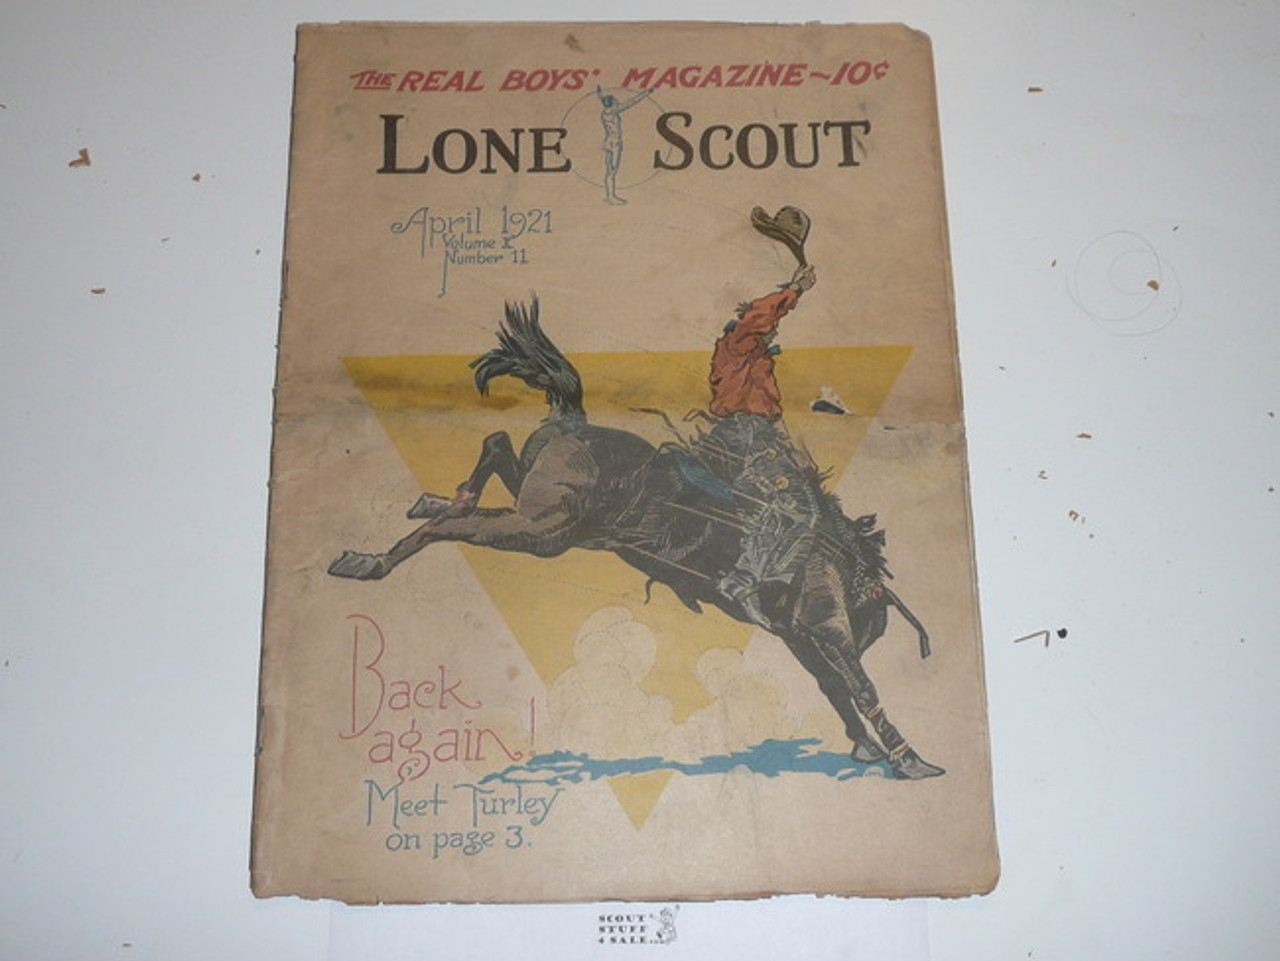 THE REAL BOYS' MAGAZINE~10¢
LONE SCOUT
April 1921
Volume X
Number 11
Back
again!
Meet Turley
on page 3.
SCOUT
STUFF
4 SALE.COM